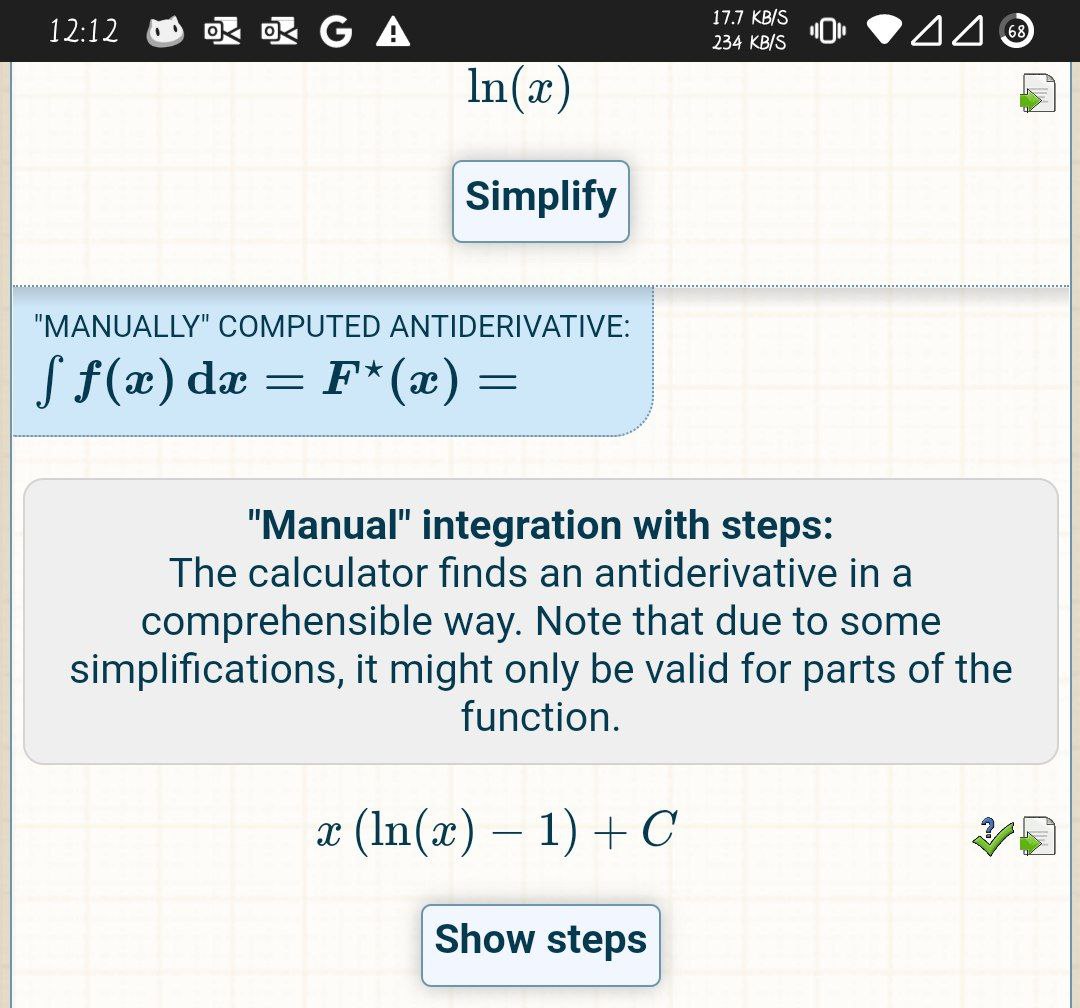 12:12 17.7 KB/S
234 KB/S 68
ln(x)
Simplify
"MANUALLY" COMPUTED ANTIDERIVATIVE:
∫ f(x) dx = F⋆(x) =
"Manual" integration with steps:
The calculator finds an antiderivative in a
comprehensible way. Note that due to some
simplifications, it might only be valid for parts of the
function.
x (ln(x) − 1) + C
Show steps